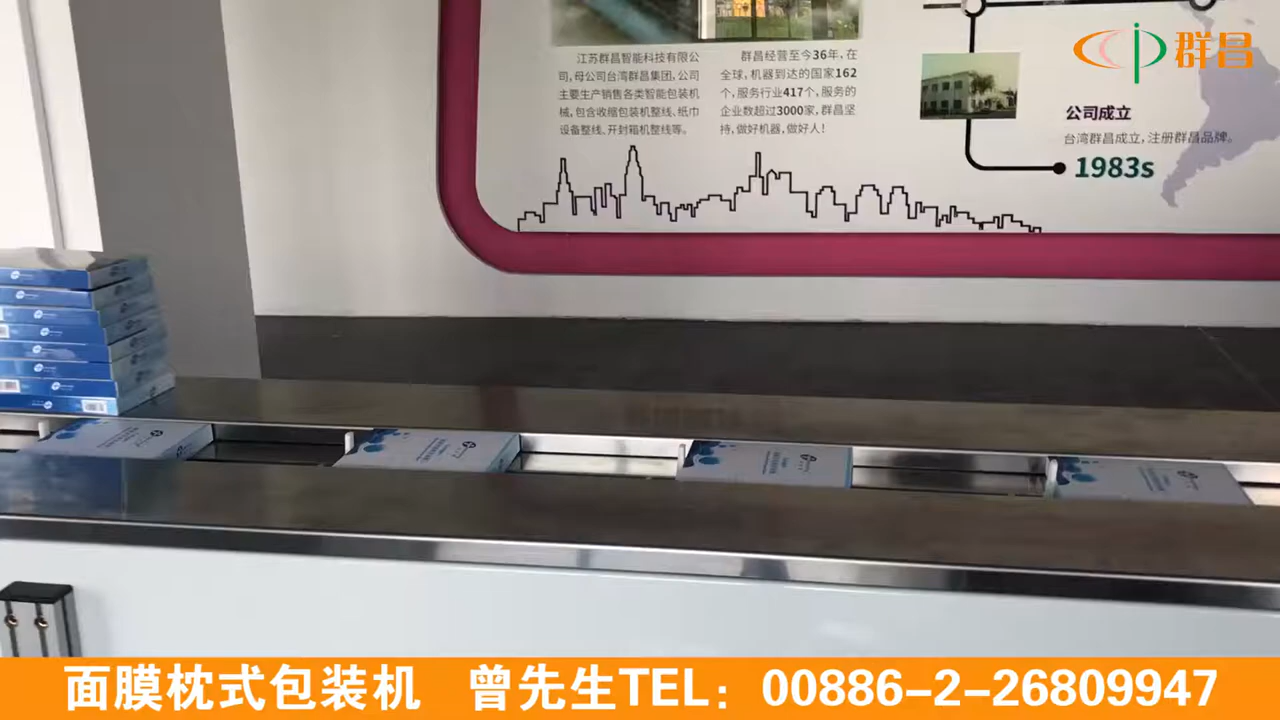 江苏群昌智能科技有限公
司,母公司台湾群昌集团,公司
主要生产销售各类智能包装机
械,包含收缩包装机整线、纸巾
设备整线、开封箱机整线等。
群昌经营至今36年,在
全球,机器到达的国家162
个,服务行业417个,服务的
企业数超过3000家,群昌坚
持,做好机器,做好人!
群昌
公司成立
台湾群昌成立,注册群昌品牌。
1983s
面膜枕式包装机 曾先生TEL:00886-2-26809947